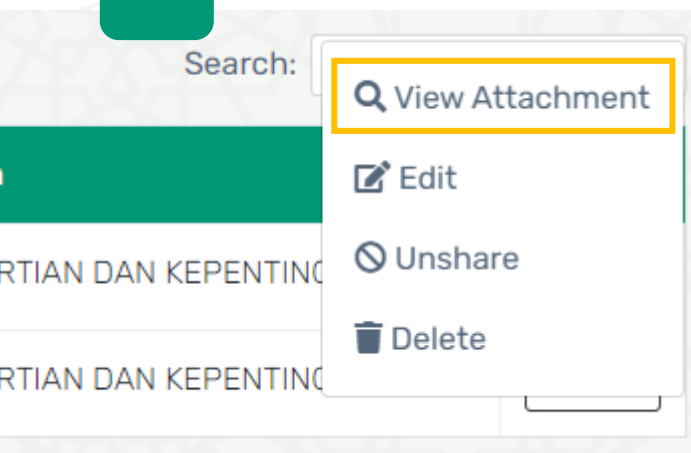 Search:
View Attachment
Edit
RTIAN DAN KEPENTING
Unshare
Delete
RTIAN DAN KEPENTING